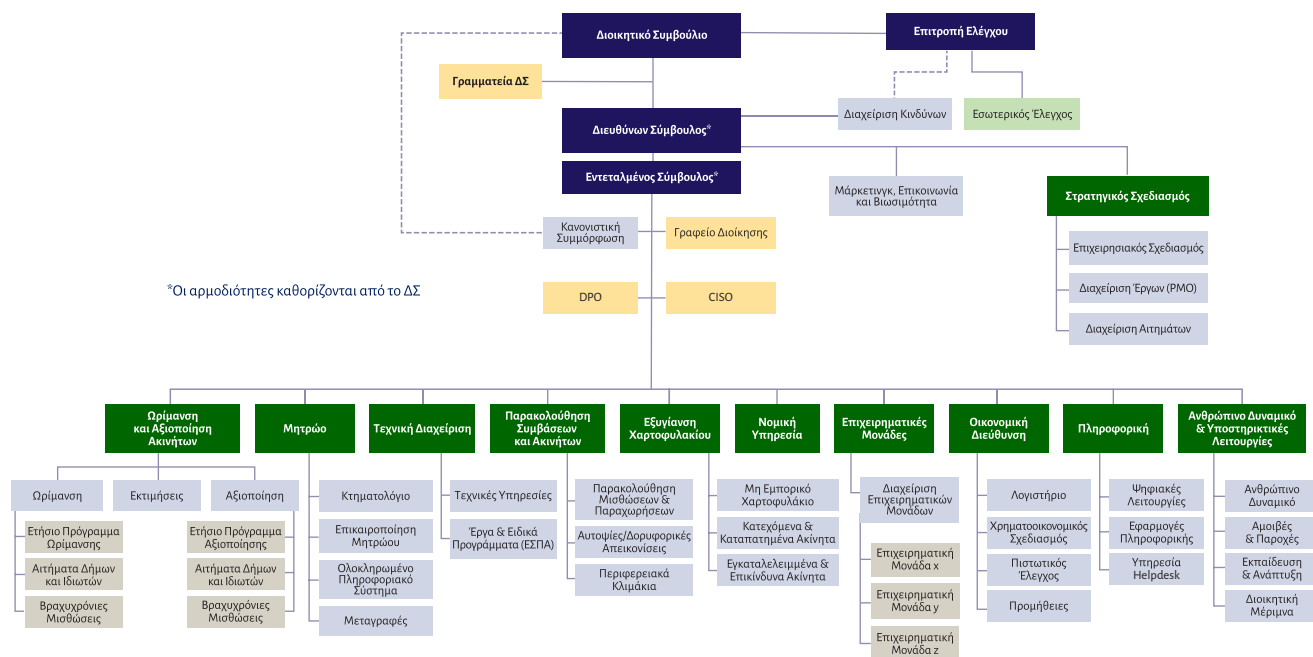 Διοικητικό Συμβούλιο
Επιτροπή Ελέγχου
Γραμματεία ΔΣ
Διαχείριση Κινδύνων
Εσωτερικός Έλεγχος
Διευθύνων Σύμβουλος*
Εντεταλμένος Σύμβουλος*
Μάρκετινγκ, Επικοινωνία
και Βιωσιμότητα
Στρατηγικός Σχεδιασμός
Κανονιστική
Συμμόρφωση
Γραφείο Διοίκησης
Επιχειρησιακός Σχεδιασμός
Διαχείριση Έργων (PMO)
Διαχείριση Αιτημάτων
*Οι αρμοδιότητες καθορίζονται από το ΔΣ
DPO
CISO
Ωρίμανση
και Αξιοποίηση
Ακινήτων
Μητρώο
Τεχνική Διαχείριση
Παρακολούθηση
Συμβάσεων
και Ακινήτων
Εξυγίανση
Χαρτοφυλακίου
Νομική
Υπηρεσία
Επιχειρηματικές
Μονάδες
Οικονομική
Διεύθυνση
Πληροφορική
Ανθρώπινο Δυναμικό
& Υποστηρικτικές
Λειτουργίες
Ωρίμανση
Εκτιμήσεις
Αξιοποίηση
Ετήσιο Πρόγραμμα
Ωρίμανσης
Αιτήματα Δήμων
και Ιδιωτών
Βραχυχρόνιες
Μισθώσεις
Ετήσιο Πρόγραμμα
Αξιοποίησης
Αιτήματα Δήμων
και Ιδιωτών
Βραχυχρόνιες
Μισθώσεις
Κτηματολόγιο
Επικαιροποίηση
Μητρώου
Ολοκληρωμένο
Πληροφοριακό
Σύστημα
Μεταγραφές
Τεχνικές Υπηρεσίες
Έργα & Ειδικά
Προγράμματα (ΕΣΠΑ)
Παρακολούθηση
Μισθώσεων &
Παραχωρήσεων
Αυτοψίες/Δορυφορικές
Απεικονίσεις
Περιφερειακά
Κλιμάκια
Μη Εμπορικό
Χαρτοφυλάκιο
Κατεχόμενα &
Καταπατημένα Ακίνητα
Εγκαταλελειμμένα &
Επικίνδυνα Ακίνητα
Διαχείριση
Επιχειρηματικών
Μονάδων
Επιχειρηματική
Μονάδα x
Επιχειρηματική
Μονάδα y
Επιχειρηματική
Μονάδα z
Λογιστήριο
Χρηματοοικονομικός
Σχεδιασμός
Πιστωτικός
Έλεγχος
Προμήθειες
Ψηφιακές
Λειτουργίες
Εφαρμογές
Πληροφορικής
Υπηρεσία
Helpdesk
Ανθρώπινο
Δυναμικό
Αμοιβές
& Παροχές
Εκπαίδευση
& Ανάπτυξη
Διοικητική
Μέριμνα